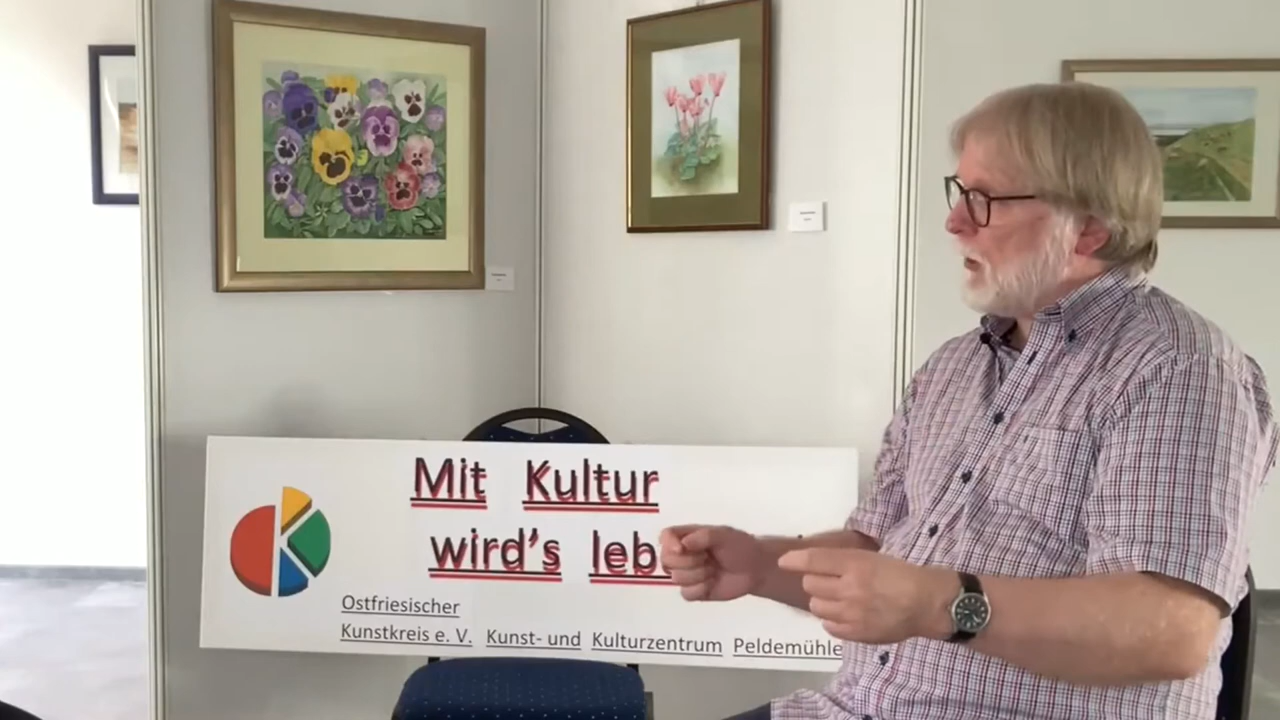 Mit Kultur
wird's
Ostfriesischer
Kunstkreis e. V. Kunst- und Kulturzentrum Peldemühle